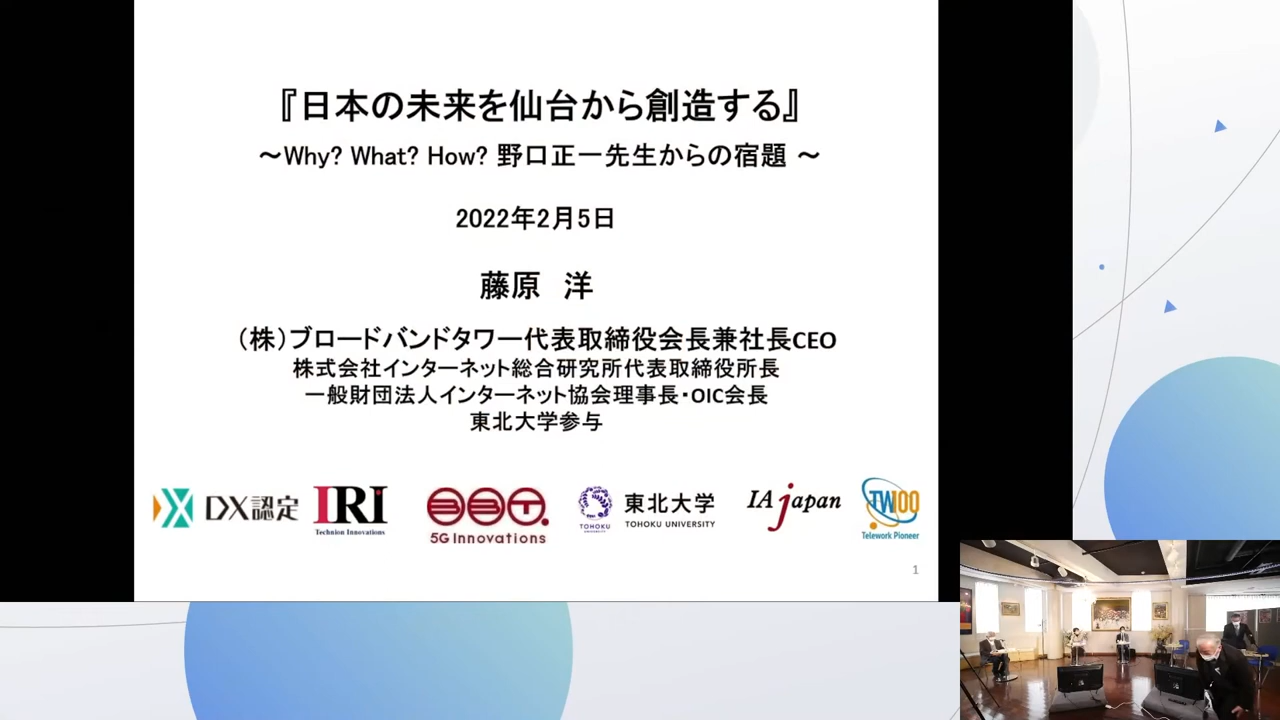 『日本の未来を仙台から創造する』
～Why? What? How? 野口正一先生からの宿題 ～
2022年2月5日
藤原　洋
（株）ブロードバンドタワー代表取締役会長兼社長CEO
株式会社インターネット総合研究所代表取締役所長
一般財団法人インターネット協会理事長・OIC会長
東北大学参与
DX認定
IRI
Technion Innovations
BBT.
5G Innovations
TOHOKU
UNIVERSITY
東北大学
TOHOKU UNIVERSITY
IAjapan
TW100
Telework Pioneer
1